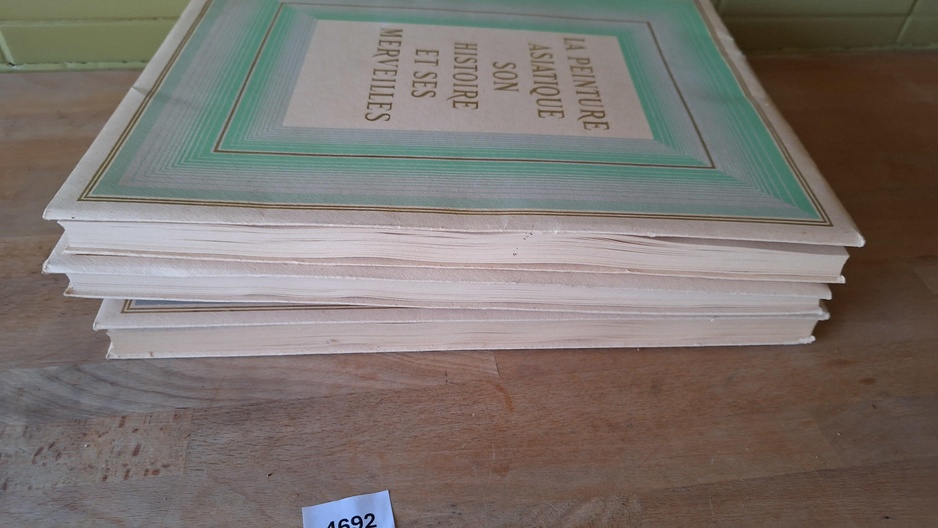 LA PEINTURE
ASIATIQUE
SON
HISTOIRE
ET SES
MERVEILLES
4692